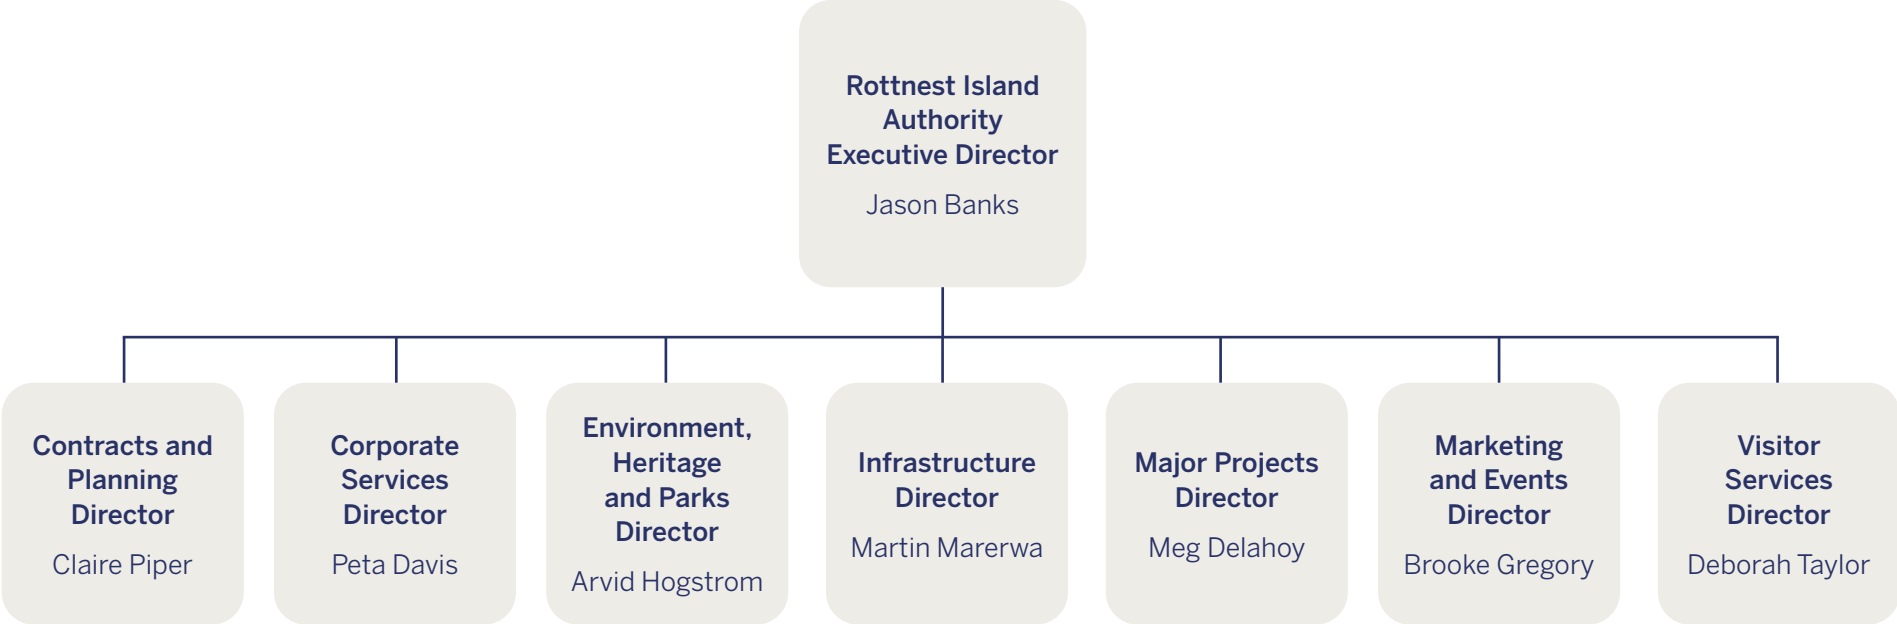 Rottnest Island
Authority
Executive Director
Jason Banks
Contracts and
Planning
Director
Claire Piper
Corporate
Services
Director
Peta Davis
Environment,
Heritage
and Parks
Director
Arvid Hogstrom
Infrastructure
Director
Martin Marerwa
Major Projects
Director
Meg Delahoy
Marketing
and Events
Director
Brooke Gregory
Visitor
Services
Director
Deborah Taylor